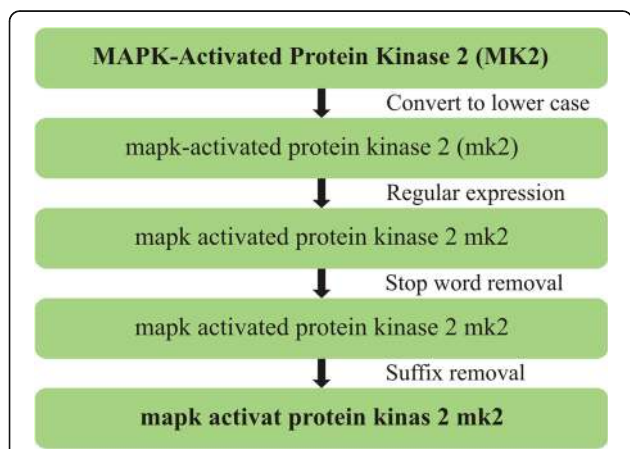 MAPK-Activated Protein Kinase 2 (MK2)
Convert to lower case
mapk-activated protein kinase 2 (mk2)
Regular expression
mapk activated protein kinase 2 mk2
Stop word removal
mapk activated protein kinase 2 mk2
Suffix removal
mapk activat protein kinas 2 mk2